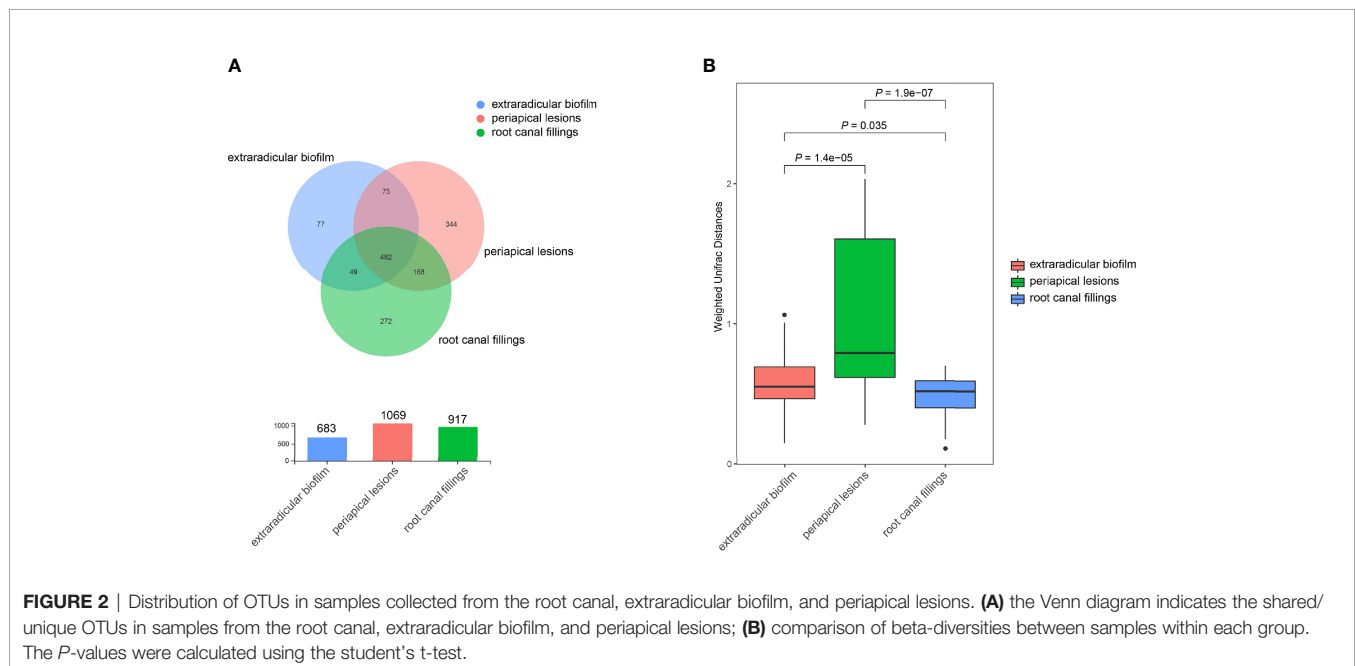 A
extraradicular biofilm
periapical lesions
root canal fillings
extraradicular biofilm
75
77
344
periapical lesions
482
49
168
272
root canal fillings
1000
500
0
683
1069
917
extraradicular biofilm
periapical lesions
root canal fillings
B
P = 1.9e-07
P = 0.035
P = 1.4e-05
2
1
0
Weighted Unifrac Distances
extraradicular biofilm
periapical lesions
root canal fillings
extraradicular biofilm
periapical lesions
root canal fillings
FIGURE 2 | Distribution of OTUs in samples collected from the root canal, extraradicular biofilm, and periapical lesions. (A) the Venn diagram indicates the shared/
unique OTUs in samples from the root canal, extraradicular biofilm, and periapical lesions; (B) comparison of beta-diversities between samples within each group.
The P-values were calculated using the student's t-test.